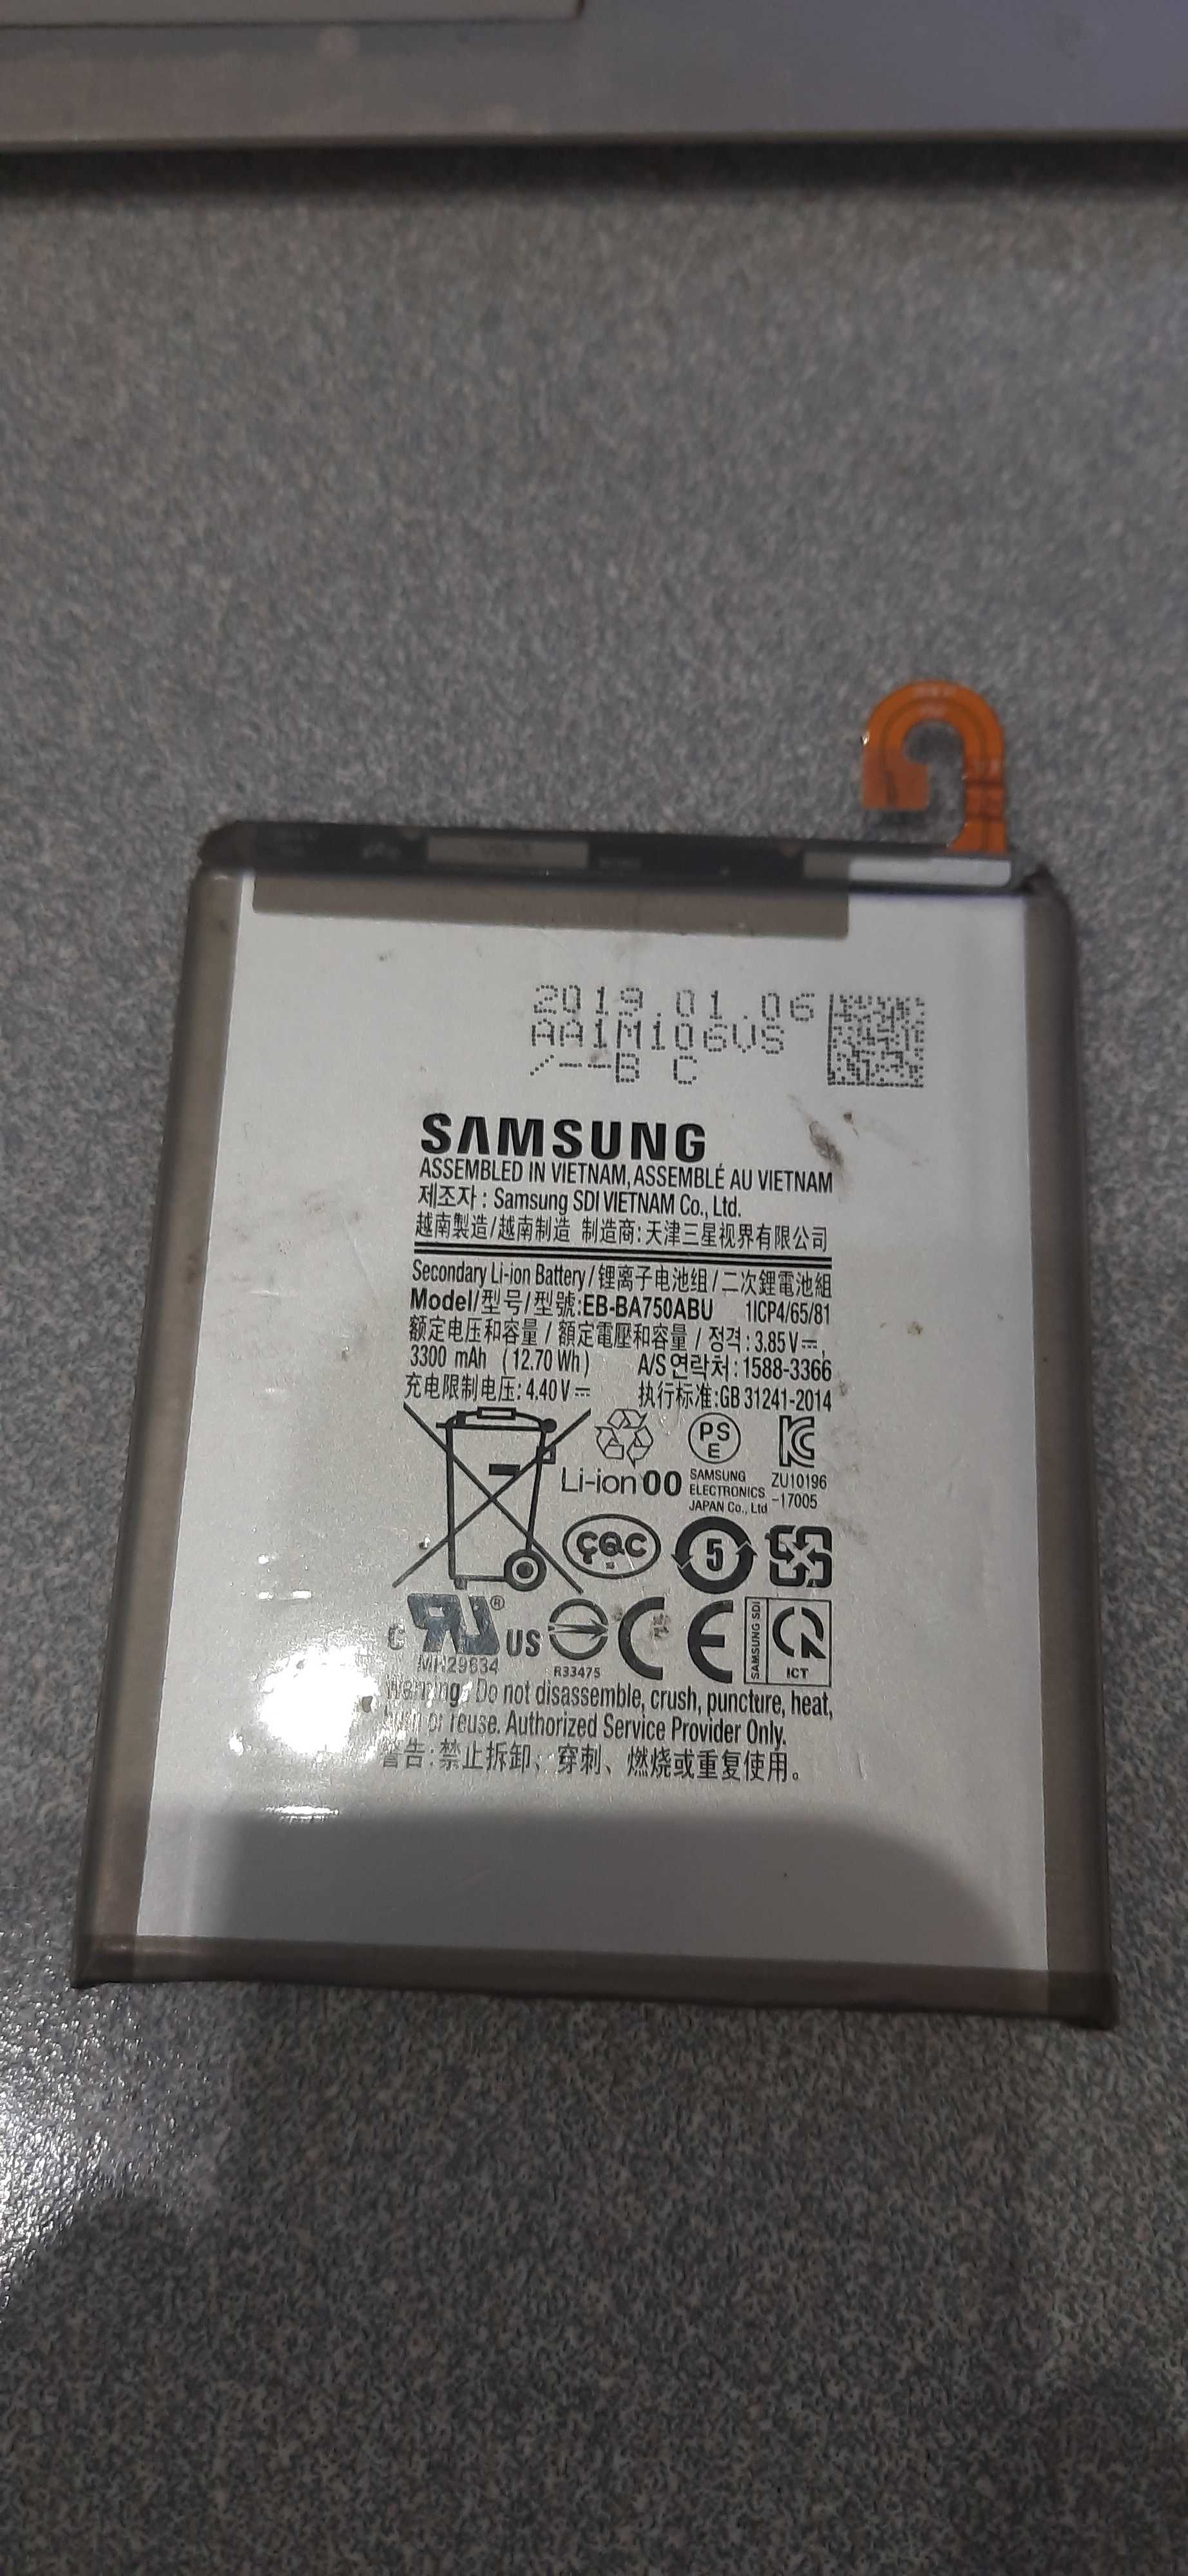 2019.01.06
AA1M106VS
/--B C
SAMSUNG
ASSEMBLED IN VIETNAM, ASSEMBLÉ AU VIETNAM
제조자 : Samsung SDI VIETNAM Co., Ltd.
越南製造/越南制造 制造商:天津三星视界有限公司
Secondary Li-ion Battery/锂离子电池组/二次鋰電池組
Model/型号/型號:EB-BA750ABU 1ICP4/65/81
额定电压和容量 / 額定電壓和容量 / 정격 : 3.85 V⎓,
3300 mAh (12.70 Wh) A/S 연락처 : 1588-3366
充电限制电压: 4.40 V⎓ 执行标准:GB 31241-2014
PS
E
Li-ion 00 SAMSUNG ELECTRONICS JAPAN Co., Ltd ZU10196 -17005
CQC 5
c RU ® US R33475 CE SAMSUNG SDI ICT
MH29634
Warning: Do not disassemble, crush, puncture, heat,
burn or reuse. Authorized Service Provider Only.
警告:禁止拆卸、穿刺、燃烧或重复使用。